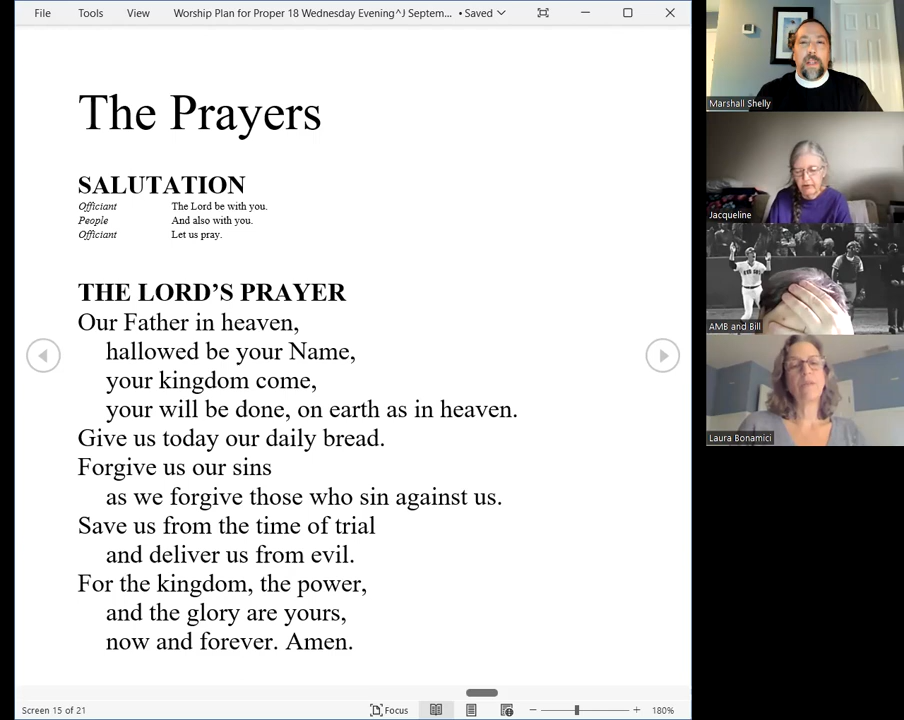 File Tools View Worship Plan for Proper 18 Wednesday Evening^J Septem... • Saved
The Prayers
SALUTATION
Officiant The Lord be with you.
People And also with you.
Officiant Let us pray.
THE LORD’S PRAYER
Our Father in heaven,
hallowed be your Name,
your kingdom come,
your will be done, on earth as in heaven.
Give us today our daily bread.
Forgive us our sins
as we forgive those who sin against us.
Save us from the time of trial
and deliver us from evil.
For the kingdom, the power,
and the glory are yours,
now and forever. Amen.
Screen 15 of 21 Focus 180%
Marshall Shelly
Jacqueline
RED SOX
AMB and Bill
Laura Bonamici